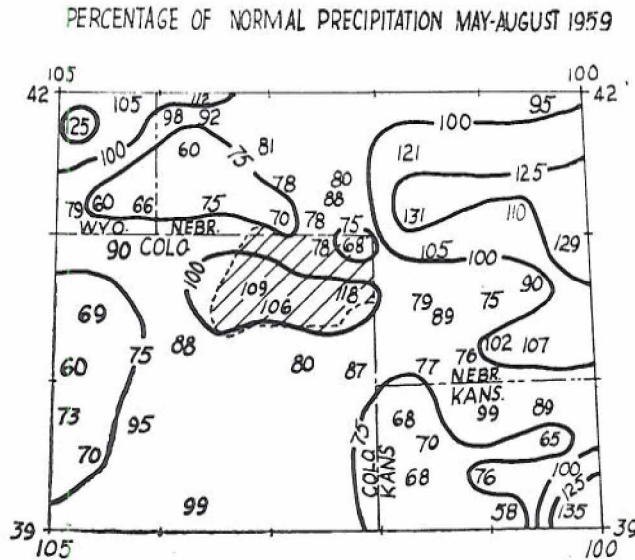 PERCENTAGE OF NORMAL PRECIPITATION MAY-AUGUST 1959
105 100
42 42
105 112 95
125 98 92 100
60 81 121
100 75 125
78 80
88
79 60 66 75 70 78 75 131 110
WYO. NEBR.
90 COLO. 78 68 105 100 129
100
109 118 79 75 90
69 106 89
88 102 107
75 80 87 77 76
60 NEBR.
KANS.
73 95 68 99 89
70 75 70 65
COLO.
KANS
68 76 100
99 125
58 135
39 39
105 100